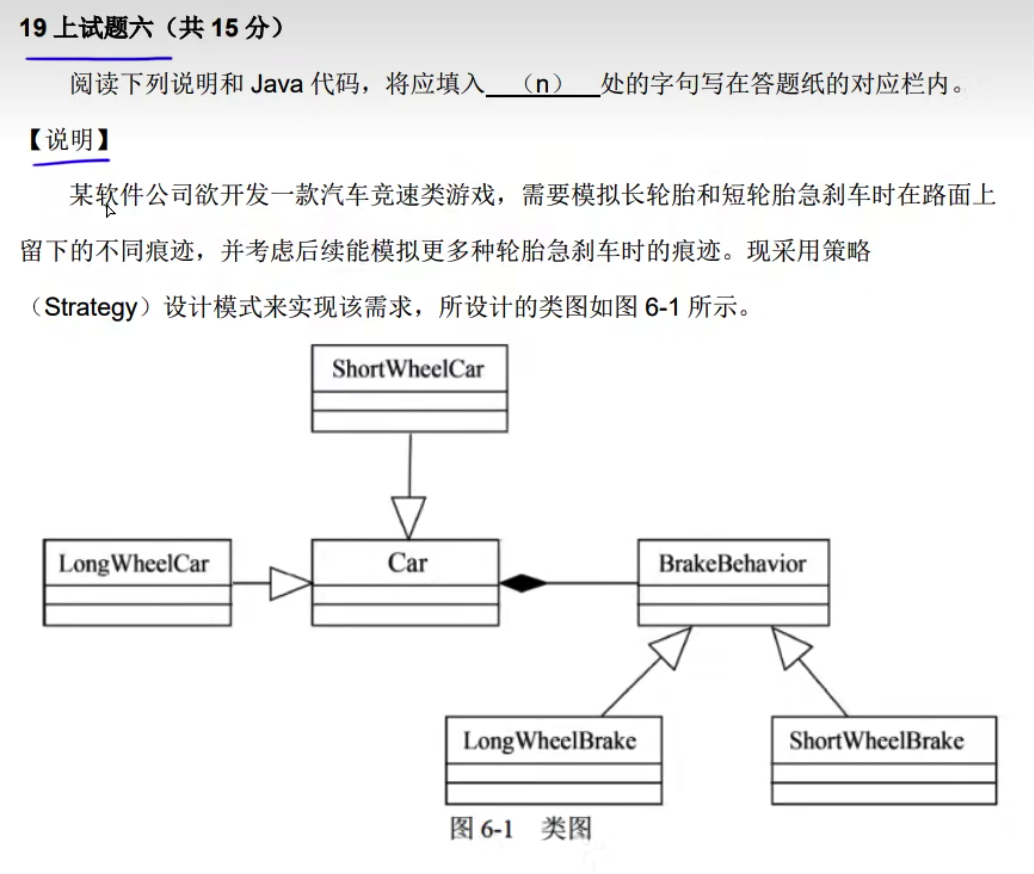 19 上试题六（共 15 分）
阅读下列说明和 Java 代码，将应填入 （n） 处的字句写在答题纸的对应栏内。
【说明】
某软件公司欲开发一款汽车竞速类游戏，需要模拟长轮胎和短轮胎急刹车时在路面上
留下的不同痕迹，并考虑后续能模拟更多种轮胎急刹车时的痕迹。现采用策略
（Strategy）设计模式来实现该需求，所设计的类图如图 6-1 所示。
ShortWheelCar
LongWheelCar
Car
BrakeBehavior
LongWheelBrake
ShortWheelBrake
图 6-1 类图